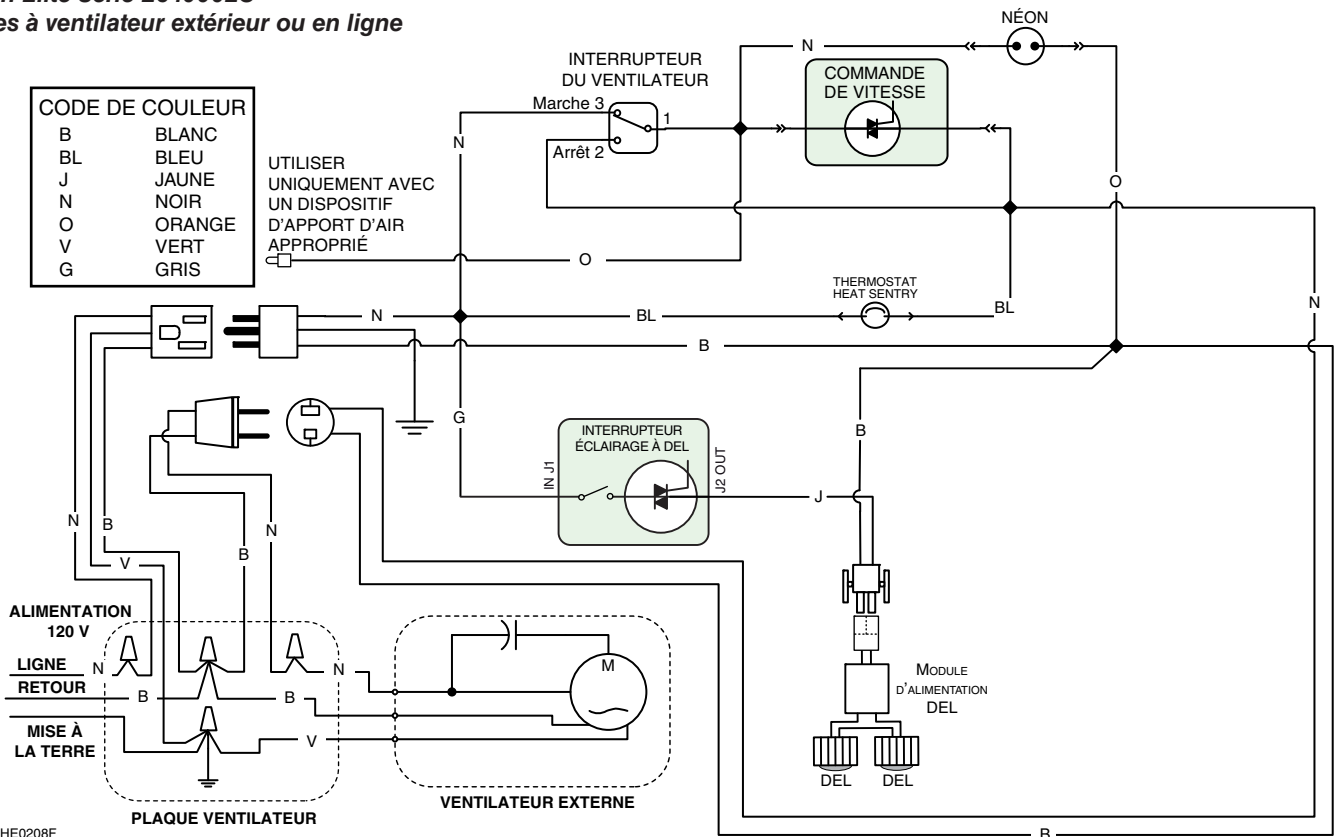 es à ventilateur extérieur ou en ligne
NÉON
N
INTERRUPTEUR
DU VENTILATEUR
COMMANDE
DE VITESSE
CODE DE COULEUR
B BLANC
BL BLEU
J JAUNE
N NOIR
O ORANGE
V VERT
G GRIS
Marche 3
1
Arrêt 2
N
UTILISER
UNIQUEMENT AVEC
UN DISPOSITIF
D'APPORT D'AIR
APPROPRIÉ
O
O
THERMOSTAT
HEAT SENTRY
N
BL
BL
N
B
G
INTERRUPTEUR
ÉCLAIRAGE À DEL
IN J1
J2 OUT
B
J
N
B
N
B
V
ALIMENTATION
120 V
LIGNE
N
N
RETOUR
B
B
M
MISE À
LA TERRE
V
MODULE
D'ALIMENTATION
DEL
DEL
DEL
VENTILATEUR EXTERNE
PLAQUE VENTILATEUR
B